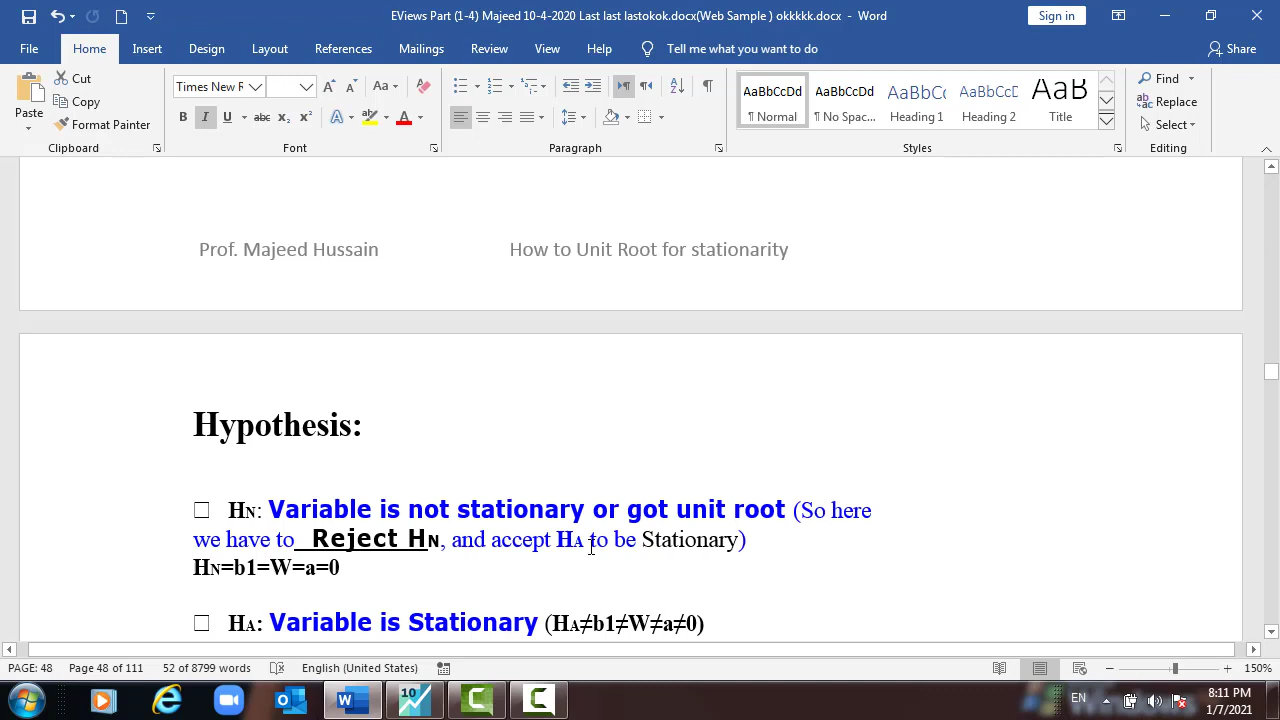 EViews Part (1-4) Majeed 10-4-2020 Last last lastokok.docx(Web Sample ) okkkkk.docx - Word
Sign in
File Home Insert Design Layout References Mailings Review View Help Tell me what you want to do Share
Paste
Cut
Copy
Format Painter
Clipboard
Times New R
Font
Paragraph
AaBbCcDd
¶ Normal
AaBbCcDd
¶ No Spac...
AaBbCc
Heading 1
AaBbCcC
Heading 2
AaB
Title
Styles
Find
Replace
Select
Editing
Prof. Majeed Hussain How to Unit Root for stationarity
Hypothesis:
□ HN: Variable is not stationary or got unit root (So here
we have to Reject HN, and accept HA to be Stationary)
HN=b1=W=a=0
□ HA: Variable is Stationary (HA≠b1≠W≠a≠0)
PAGE: 48 Page 48 of 111 52 of 8799 words English (United States) 150%
EN 8:11 PM
1/7/2021